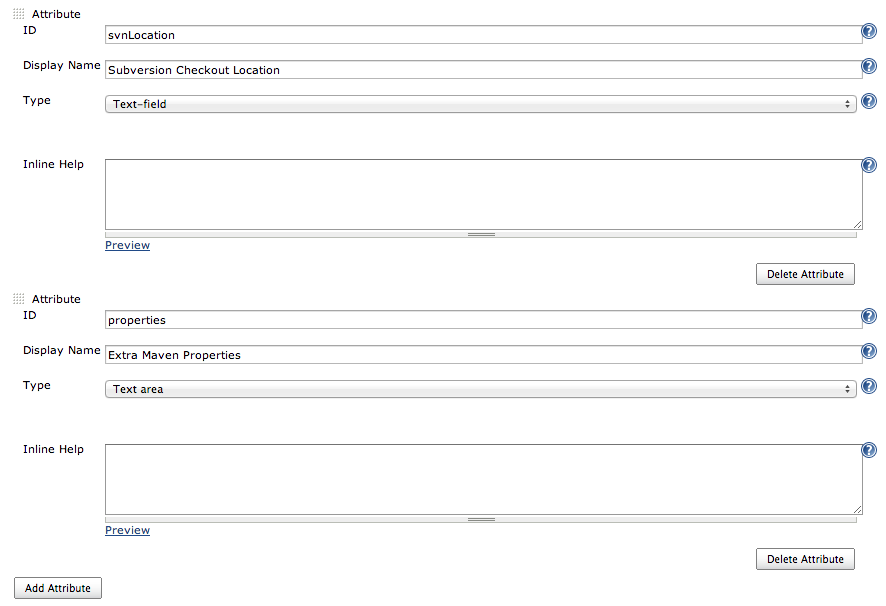 Attribute
ID svnLocation ?
Display Name Subversion Checkout Location ?
Type Text-field ?
Inline Help ?
Preview
Delete Attribute
Attribute
ID properties ?
Display Name Extra Maven Properties ?
Type Text area ?
Inline Help ?
Preview
Delete Attribute
Add Attribute